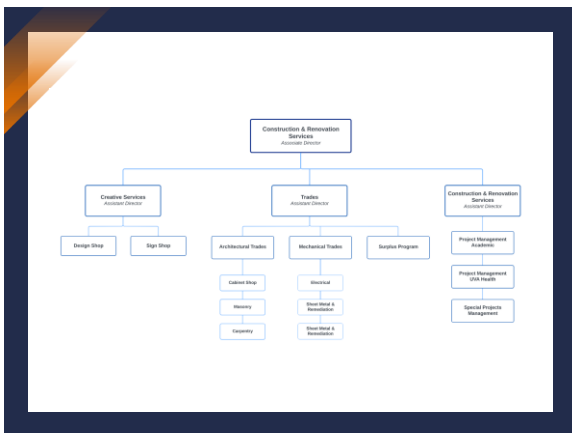 Construction & Renovation
Services
Associate Director
Creative Services
Assistant Director
Trades
Assistant Director
Construction & Renovation
Services
Assistant Director
Design Shop
Sign Shop
Architectural Trades
Mechanical Trades
Surplus Program
Project Management
Academic
Cabinet Shop
Electrical
Project Management
UVA Health
Masonry
Sheet Metal &
Remediation
Special Projects
Management
Carpentry
Sheet Metal &
Remediation